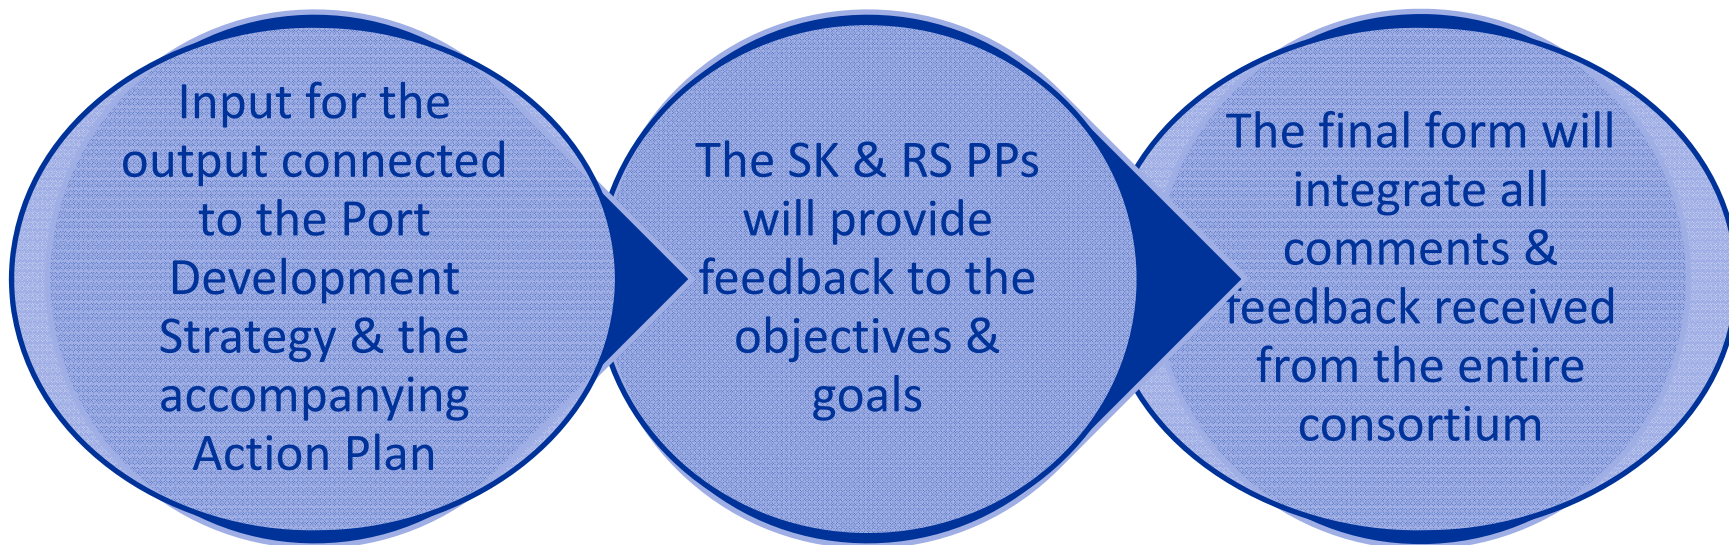 Input for the
output connected
to the Port
Development
Strategy & the
accompanying
Action Plan
The SK & RS PPs
will provide
feedback to the
objectives &
goals
The final form will
integrate all
comments &
feedback received
from the entire
consortium